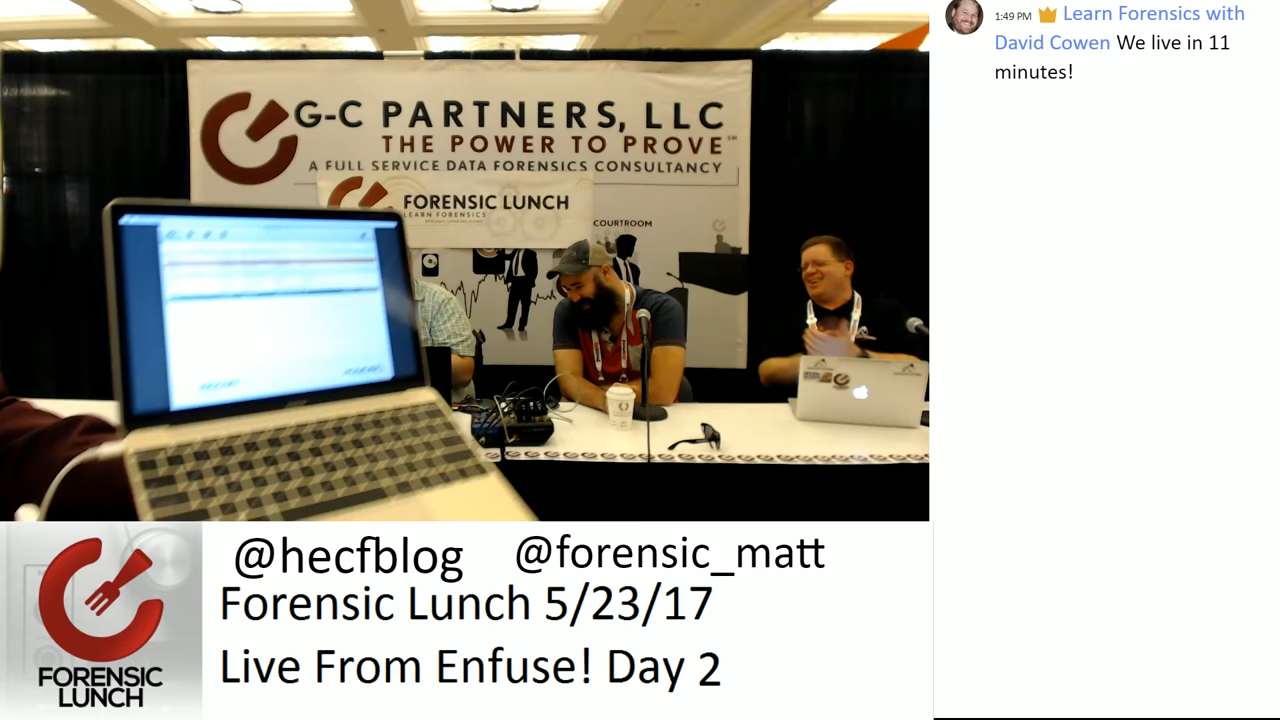 G-C PARTNERS, LLC
THE POWER TO PROVE
A FULL SERVICE DATA FORENSICS CONSULTANCY
FORENSIC LUNCH
LEARN FORENSICS
COURTROOM
@hecfblog @forensic_matt
Forensic Lunch 5/23/17
Live From Enfuse! Day 2
FORENSIC
LUNCH
1:49 PM Learn Forensics with
David Cowen We live in 11
minutes!